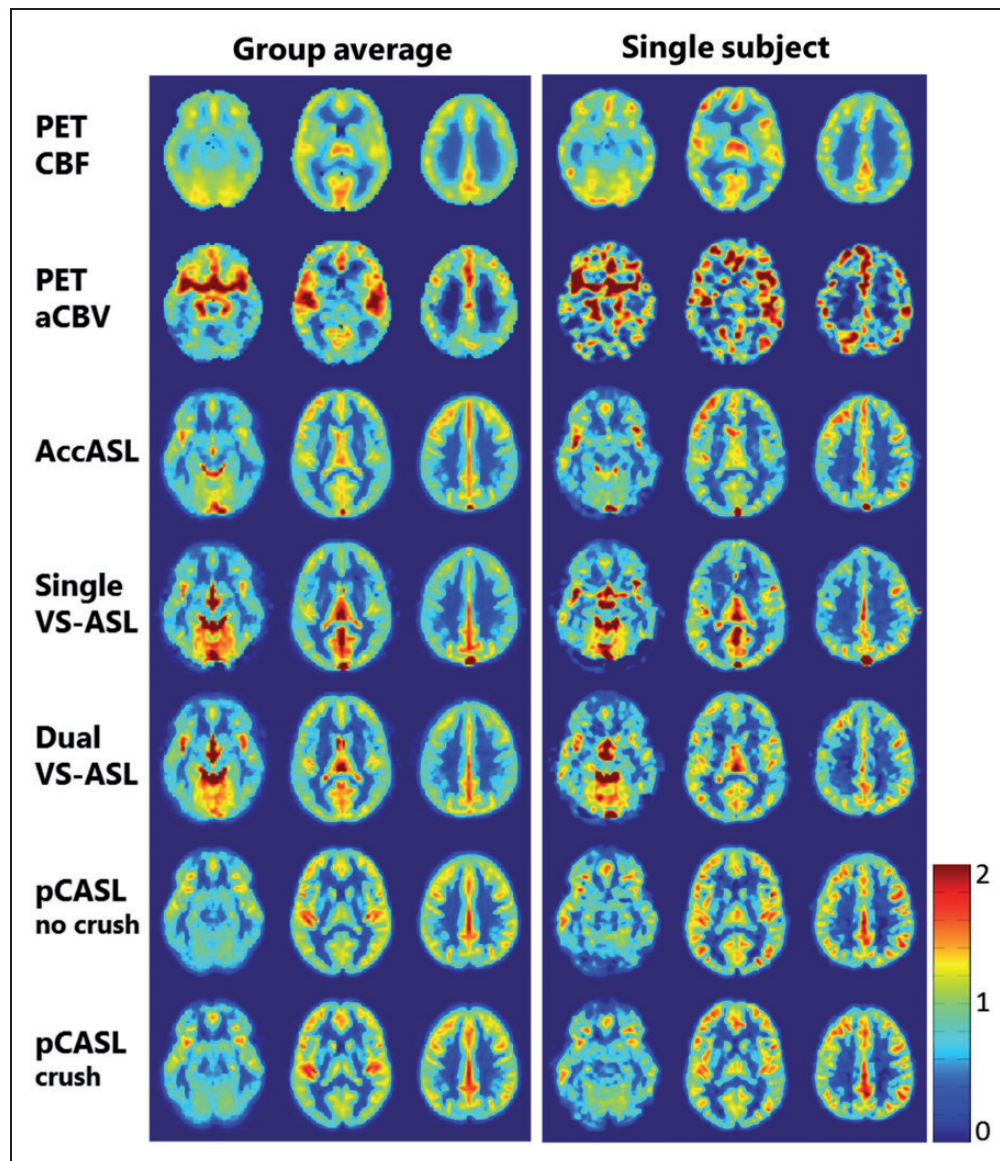 Group average
Single subject
PET
CBF
PET
aCBV
AccASL
Single
VS-ASL
Dual
VS-ASL
pCASL
no crush
pCASL
crush
2
1
0